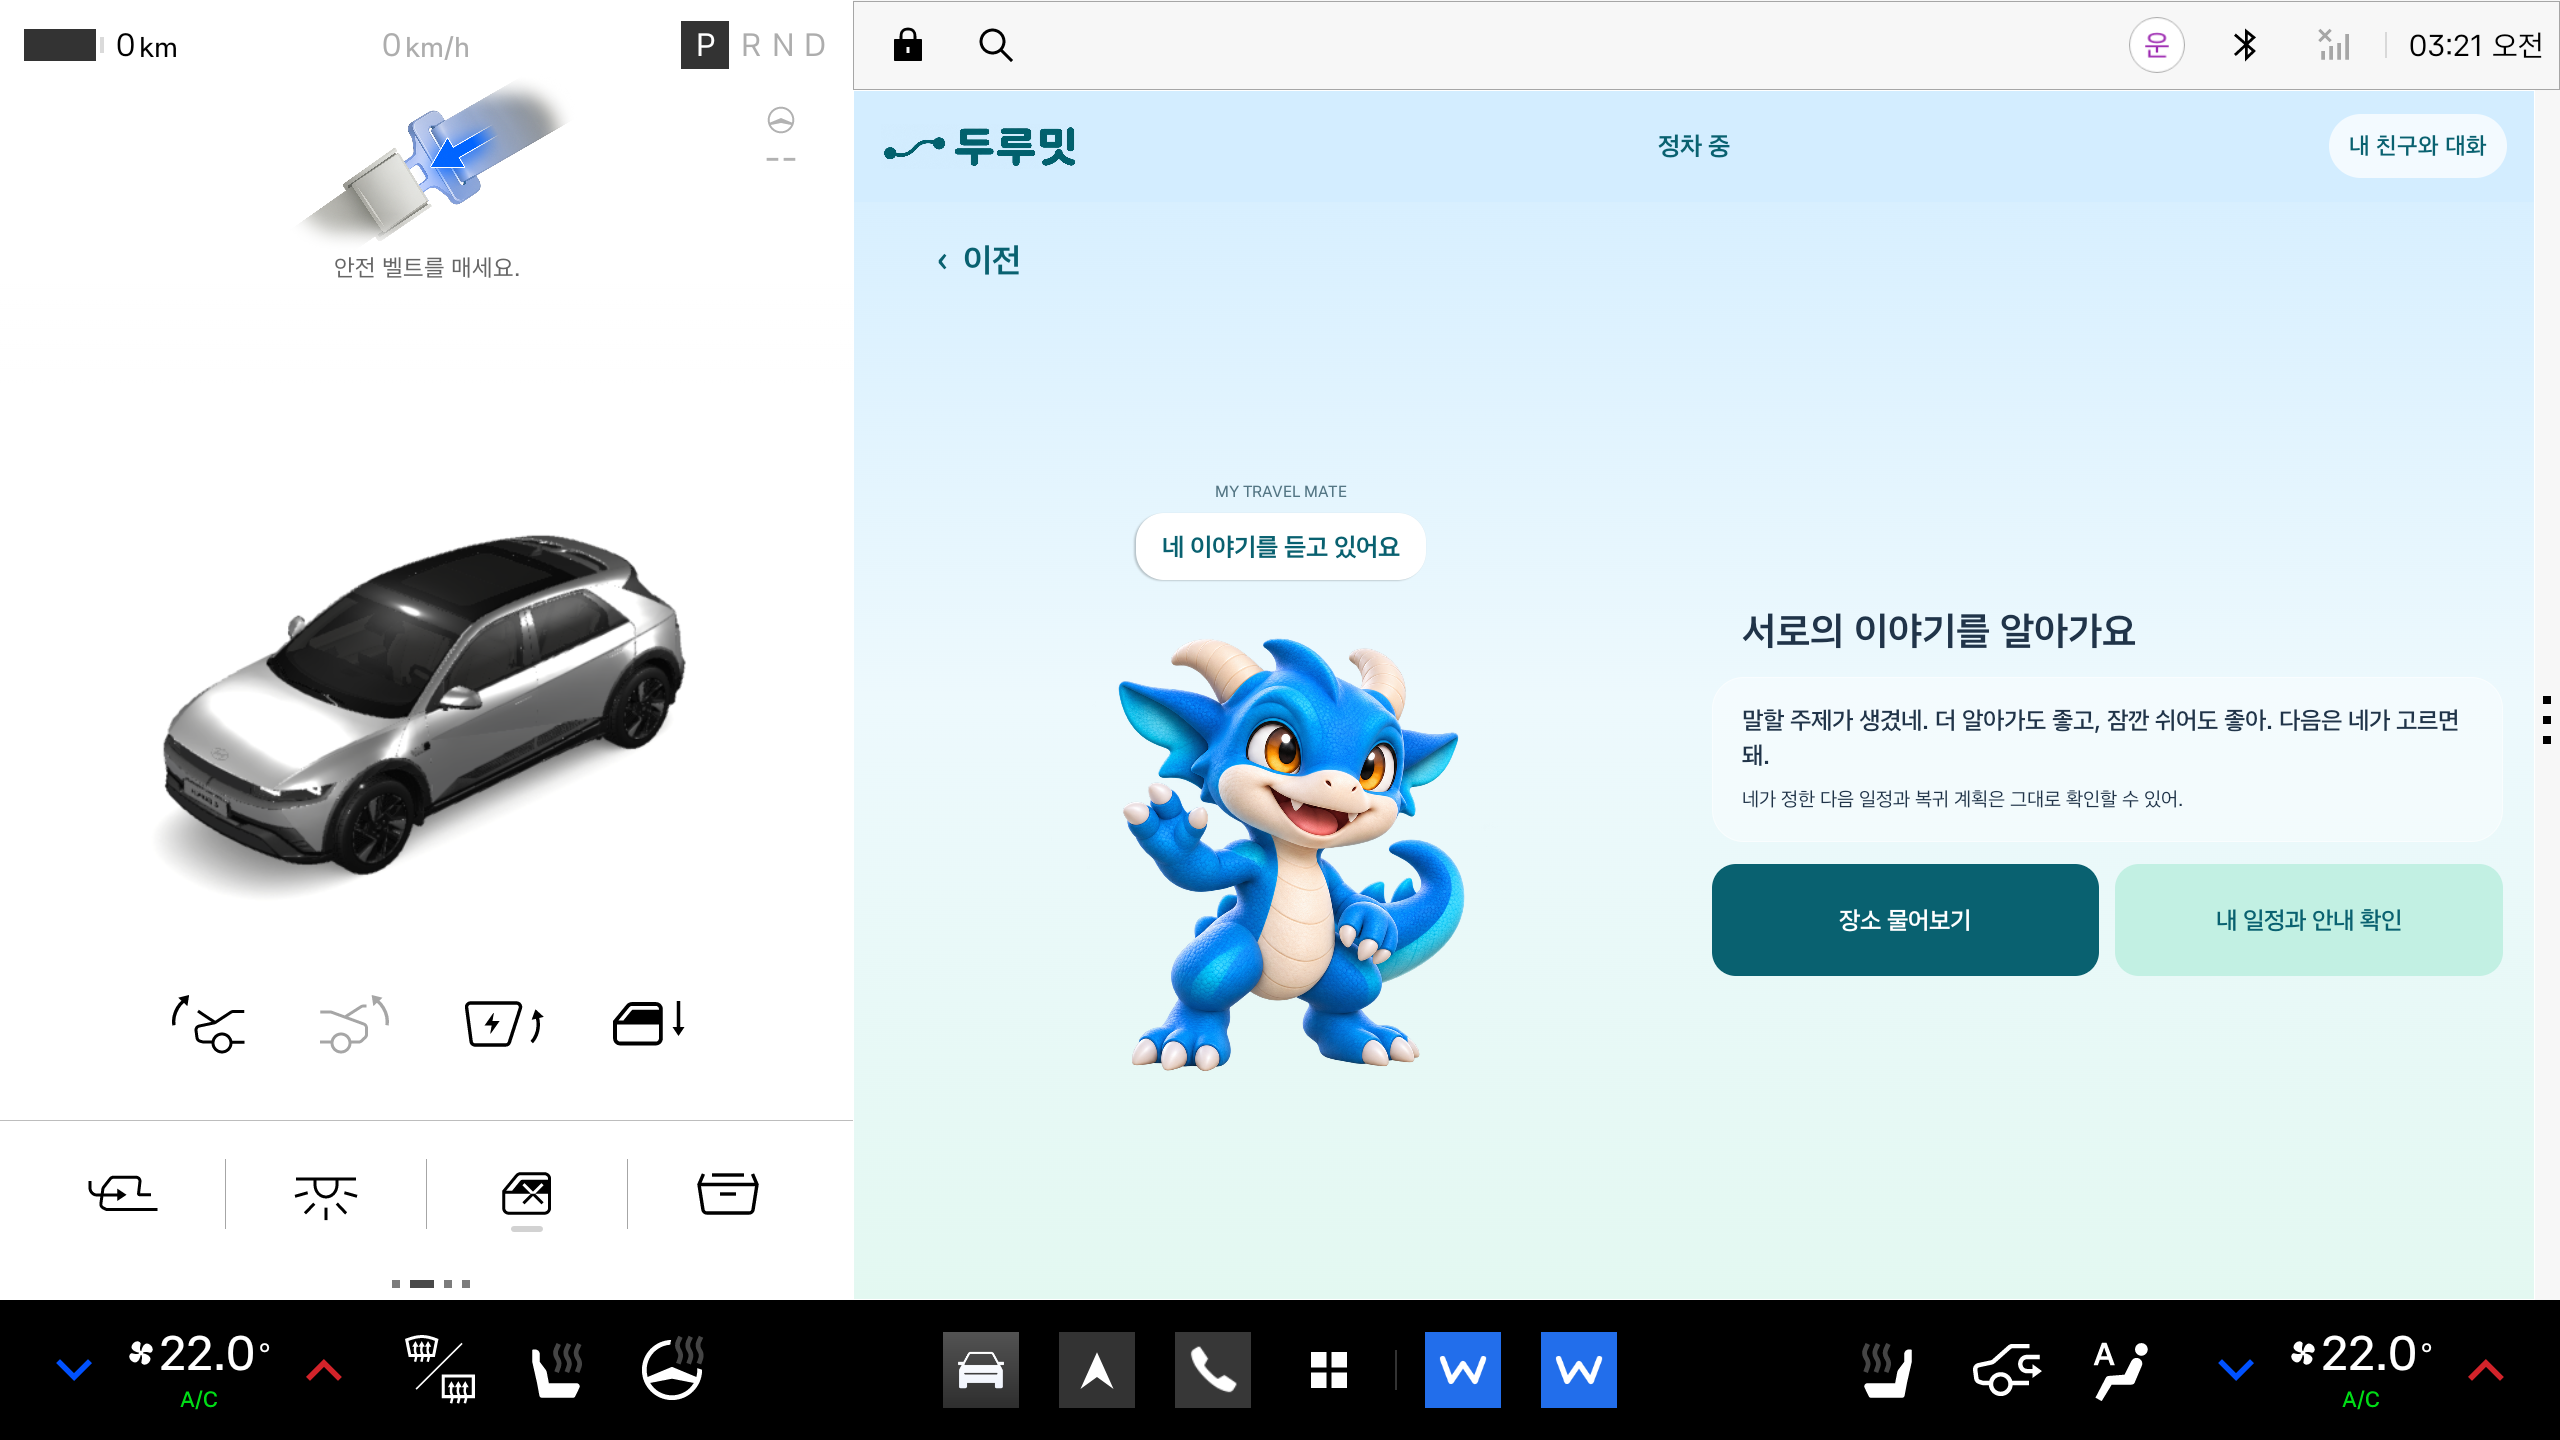 0 km
0 km/h
P R N D
안전 벨트를 매세요.
운
03:21 오전
두루밋
정차 중
내 친구와 대화
‹ 이전
MY TRAVEL MATE
네 이야기를 듣고 있어요
서로의 이야기를 알아가요
말할 주제가 생겼네. 더 알아가도 좋고, 잠깐 쉬어도 좋아. 다음은 네가 고르면
돼.
네가 정한 다음 일정과 복귀 계획은 그대로 확인할 수 있어.
장소 물어보기
내 일정과 안내 확인
22.0°
A/C
A
22.0°
A/C